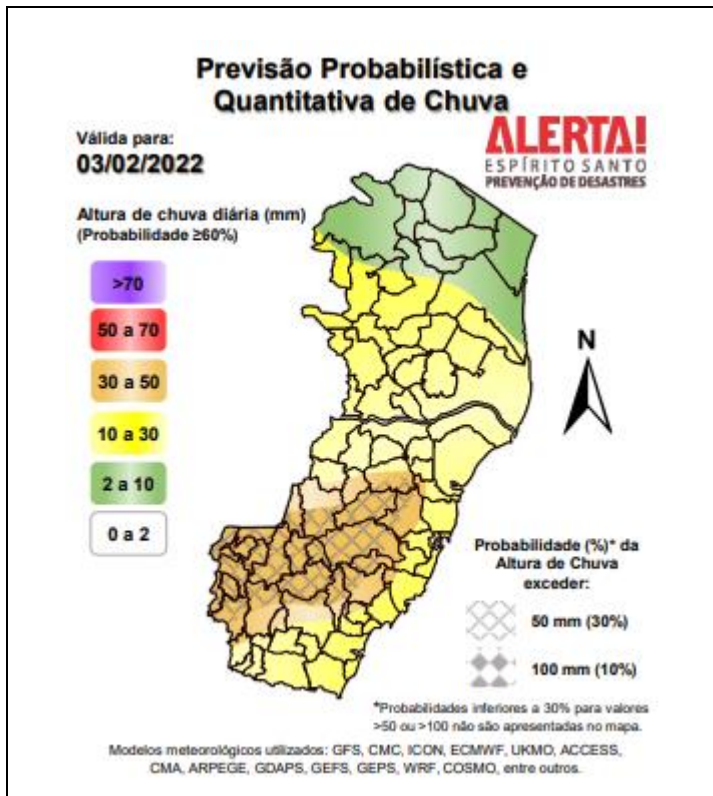 Previsão Probabilística e
Quantitativa de Chuva
ALERTA!
ESPÍRITO SANTO
PREVENÇÃO DE DESASTRES
Válida para:
03/02/2022
Altura de chuva diária (mm)
(Probabilidade ≥60%)
>70
50 a 70
30 a 50
10 a 30
2 a 10
0 a 2
N
Probabilidade (%)* da
Altura de Chuva
exceder:
50 mm (30%)
100 mm (10%)
*Probabilidades inferiores a 30% para valores
>50 ou >100 não são apresentadas no mapa.
Modelos meteorológicos utilizados: GFS, CMC, ICON, ECMWF, UKMO, ACCESS,
CMA, ARPEGE, GDAPS, GEFS, GEPS, WRF, COSMO, entre outros.